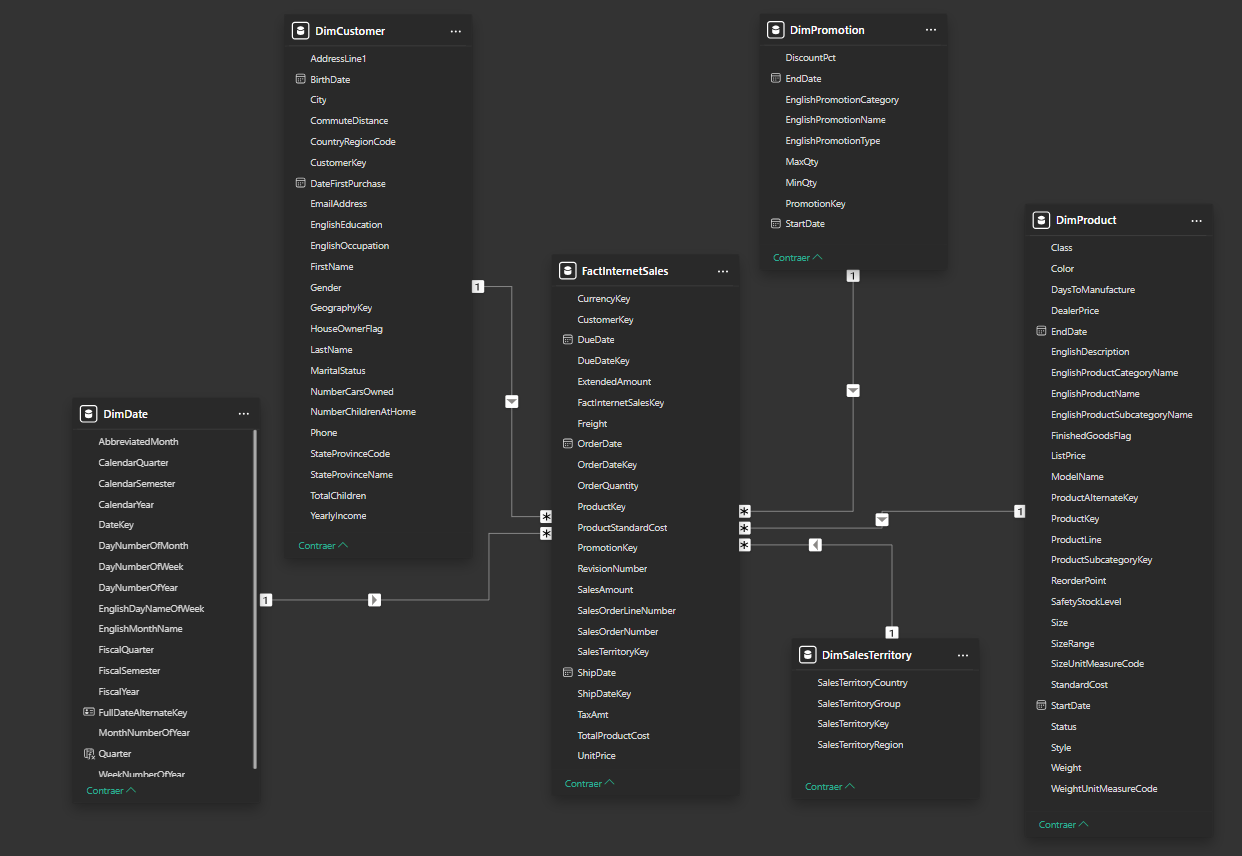 DimCustomer
AddressLine1
BirthDate
City
CommuteDistance
CountryRegionCode
CustomerKey
DateFirstPurchase
EmailAddress
EnglishEducation
EnglishOccupation
FirstName
Gender
GeographyKey
HouseOwnerFlag
LastName
MaritalStatus
NumberCarsOwned
NumberChildrenAtHome
Phone
StateProvinceCode
StateProvinceName
TotalChildren
YearlyIncome
Contraer
DimPromotion
DiscountPct
EndDate
EnglishPromotionCategory
EnglishPromotionName
EnglishPromotionType
MaxQty
MinQty
PromotionKey
StartDate
Contraer
DimProduct
Class
Color
DaysToManufacture
DealerPrice
EndDate
EnglishDescription
EnglishProductCategoryName
EnglishProductName
EnglishProductSubcategoryName
FinishedGoodsFlag
ListPrice
ModelName
ProductAlternateKey
ProductKey
ProductLine
ProductSubcategoryKey
ReorderPoint
SafetyStockLevel
Size
SizeRange
SizeUnitMeasureCode
StandardCost
StartDate
Status
Style
Weight
WeightUnitMeasureCode
Contraer
FactInternetSales
CurrencyKey
CustomerKey
DueDate
DueDateKey
ExtendedAmount
FactInternetSalesKey
Freight
OrderDate
OrderDateKey
OrderQuantity
ProductKey
ProductStandardCost
PromotionKey
RevisionNumber
SalesAmount
SalesOrderLineNumber
SalesOrderNumber
SalesTerritoryKey
ShipDate
ShipDateKey
TaxAmt
TotalProductCost
UnitPrice
Contraer
DimDate
AbbreviatedMonth
CalendarQuarter
CalendarSemester
CalendarYear
DateKey
DayNumberOfMonth
DayNumberOfWeek
DayNumberOfYear
EnglishDayNameOfWeek
EnglishMonthName
FiscalQuarter
FiscalSemester
FiscalYear
FullDateAlternateKey
MonthNumberOfYear
Quarter
WeekNumberOfYear
Contraer
DimSalesTerritory
SalesTerritoryCountry
SalesTerritoryGroup
SalesTerritoryKey
SalesTerritoryRegion
Contraer
1
1
1
1
1
*
*
*
*
*